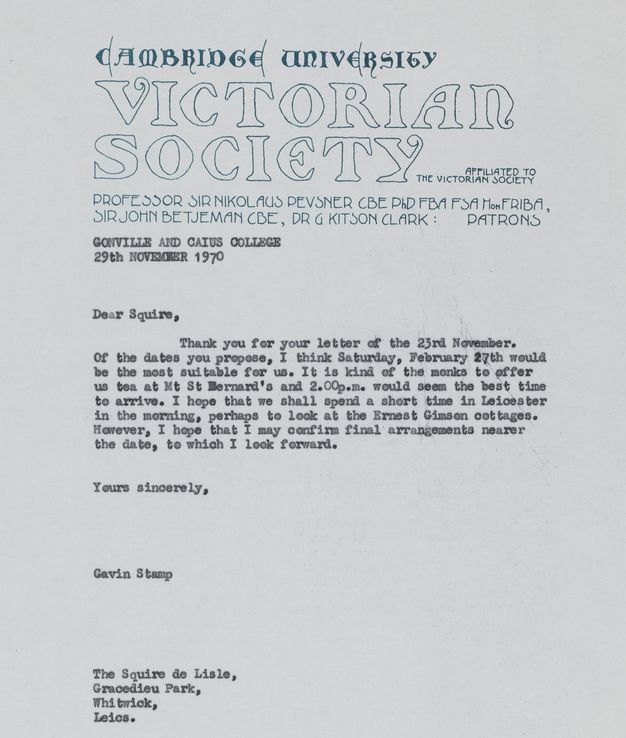 CAMBRIDGE UNIVERSITY
VICTORIAN
SOCIETY
AFFILIATED TO
THE VICTORIAN SOCIETY
PROFESSOR SIR NIKOLAUS PEVSNER CBE PhD FBA FSA Hon FRIBA,
SIR JOHN BETJEMAN CBE, DR G KITSON CLARK : PATRONS
GONVILLE AND CAIUS COLLEGE
29th NOVEMBER 1970
Dear Squire,
Thank you for your letter of the 23rd November.
Of the dates you propose, I think Saturday, February 27th would
be the most suitable for us. It is kind of the monks to offer
us tea at Mt St Bernard's and 2.00p.m. would seem the best time
to arrive. I hope that we shall spend a short time in Leicester
in the morning, perhaps to look at the Ernest Gimson cottages.
However, I hope that I may confirm final arrangements nearer
the date, to which I look forward.
Yours sincerely,
Gavin Stamp
The Squire de Lisle,
Gracedieu Park,
Whitwick,
Leics.